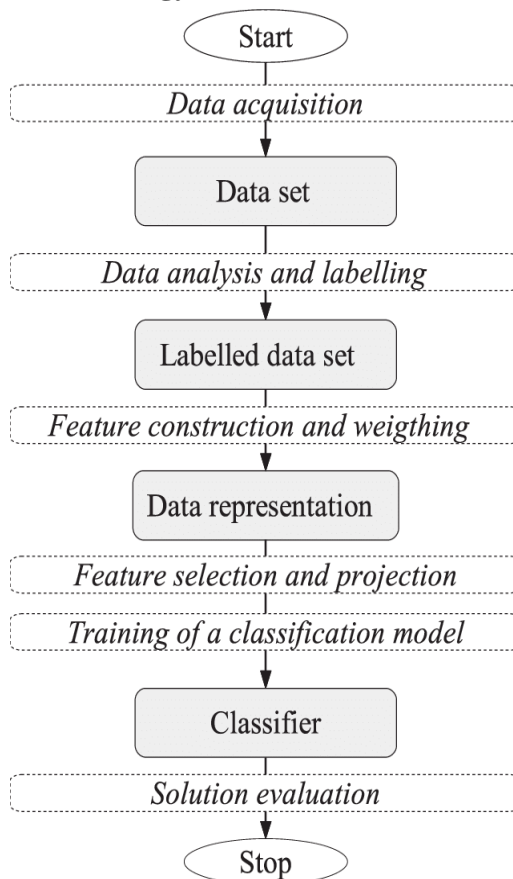 Start
Data acquisition
Data set
Data analysis and labelling
Labelled data set
Feature construction and weigthing
Data representation
Feature selection and projection
Training of a classification model
Classifier
Solution evaluation
Stop